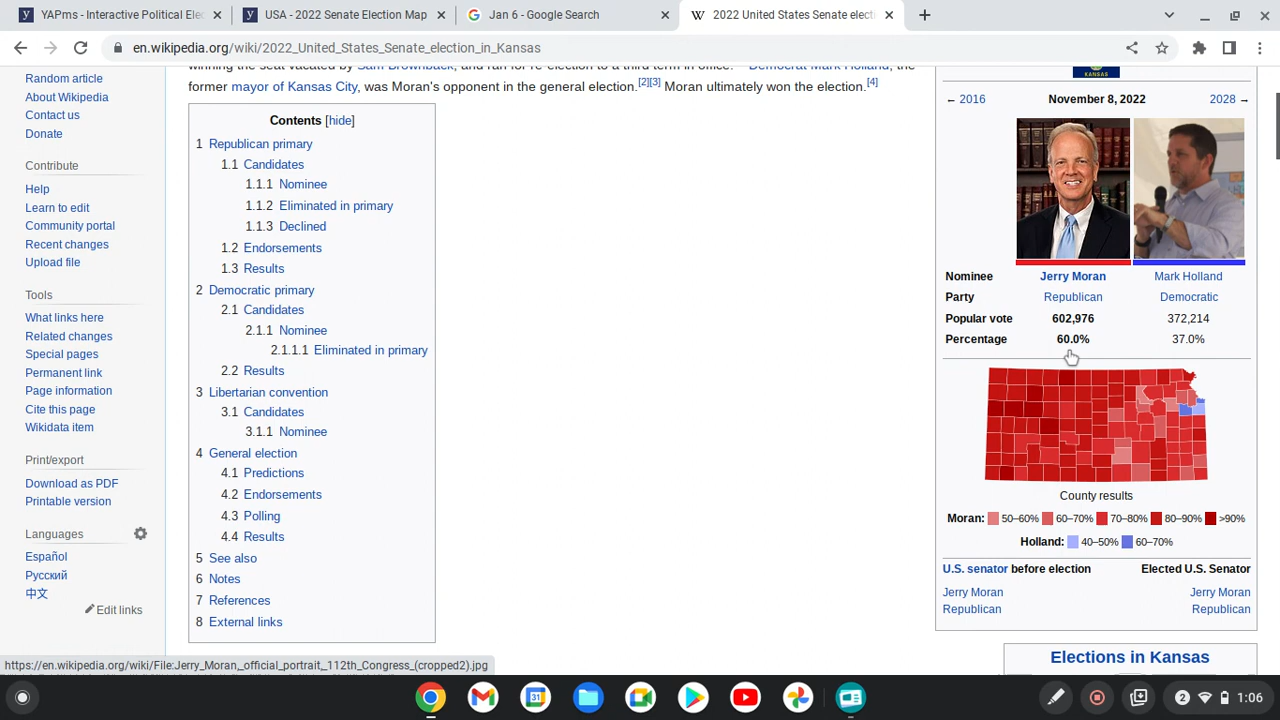 YAPms - Interactive Political Elec
USA - 2022 Senate Election Map
Jan 6 - Google Search
2022 United States Senate electi
en.wikipedia.org/wiki/2022_United_States_Senate_election_in_Kansas
Random article
About Wikipedia
Contact us
Donate
Contribute
Help
Learn to edit
Community portal
Recent changes
Upload file
Tools
What links here
Related changes
Special pages
Permanent link
Page information
Cite this page
Wikidata item
Print/export
Download as PDF
Printable version
Languages
Español
Русский
中文
Edit links
winning the seat vacated by Sam Brownback, and ran for re-election to a third term in office. Democrat Mark Holland, the
former mayor of Kansas City, was Moran's opponent in the general election.[2][3] Moran ultimately won the election.[4]
Contents [hide]
1 Republican primary
1.1 Candidates
1.1.1 Nominee
1.1.2 Eliminated in primary
1.1.3 Declined
1.2 Endorsements
1.3 Results
2 Democratic primary
2.1 Candidates
2.1.1 Nominee
2.1.1.1 Eliminated in primary
2.2 Results
3 Libertarian convention
3.1 Candidates
3.1.1 Nominee
4 General election
4.1 Predictions
4.2 Endorsements
4.3 Polling
4.4 Results
5 See also
6 Notes
7 References
8 External links
KANSAS
← 2016 November 8, 2022 2028 →
Nominee Jerry Moran Mark Holland
Party Republican Democratic
Popular vote 602,976 372,214
Percentage 60.0% 37.0%
County results
Moran: 50–60% 60–70% 70–80% 80–90% >90%
Holland: 40–50% 60–70%
U.S. senator before election Elected U.S. Senator
Jerry Moran Jerry Moran
Republican Republican
Elections in Kansas
https://en.wikipedia.org/wiki/File:Jerry_Moran,_official_portrait,_112th_Congress_(cropped2).jpg
31
2
1:06